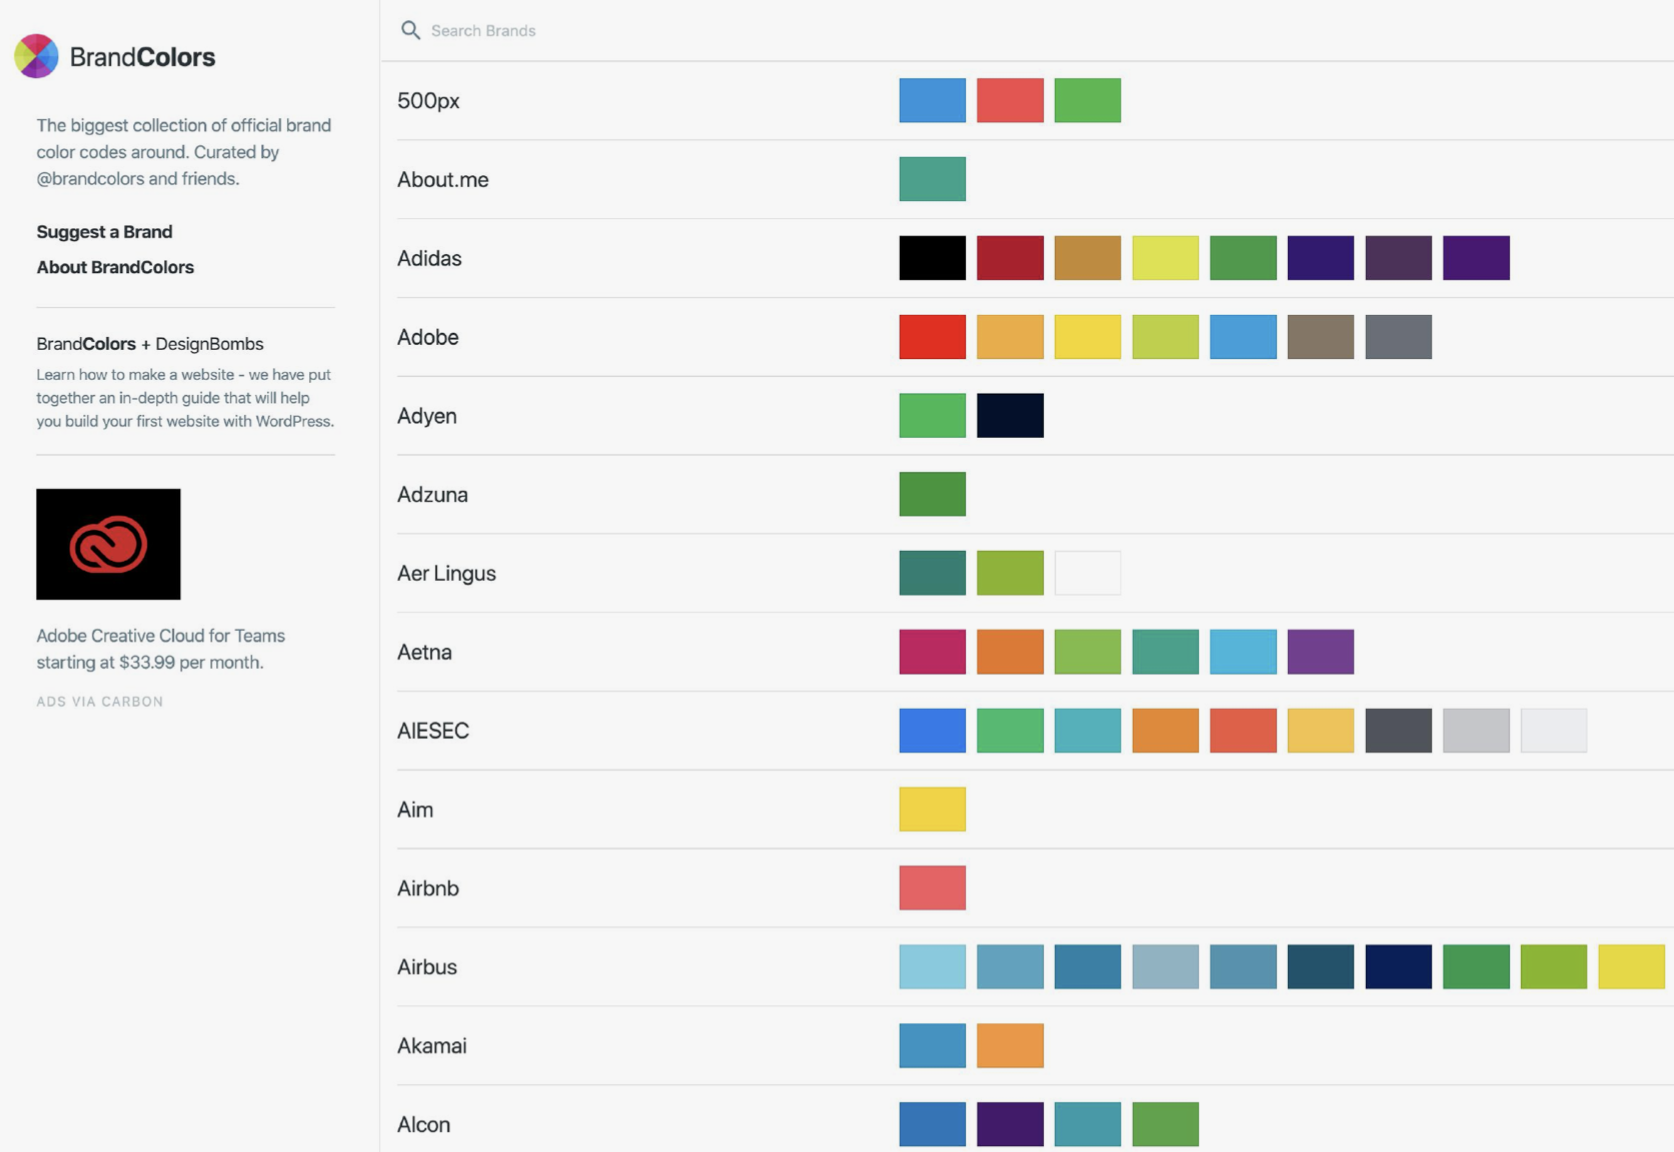 BrandColors
The biggest collection of official brand
color codes around. Curated by
@brandcolors and friends.
Suggest a Brand
About BrandColors
BrandColors + DesignBombs
Learn how to make a website - we have put
together an in-depth guide that will help
you build your first website with WordPress.
Adobe Creative Cloud for Teams
starting at $33.99 per month.
ADS VIA CARBON
Search Brands
500px
About.me
Adidas
Adobe
Adyen
Adzuna
Aer Lingus
Aetna
AIESEC
Aim
Airbnb
Airbus
Akamai
Alcon